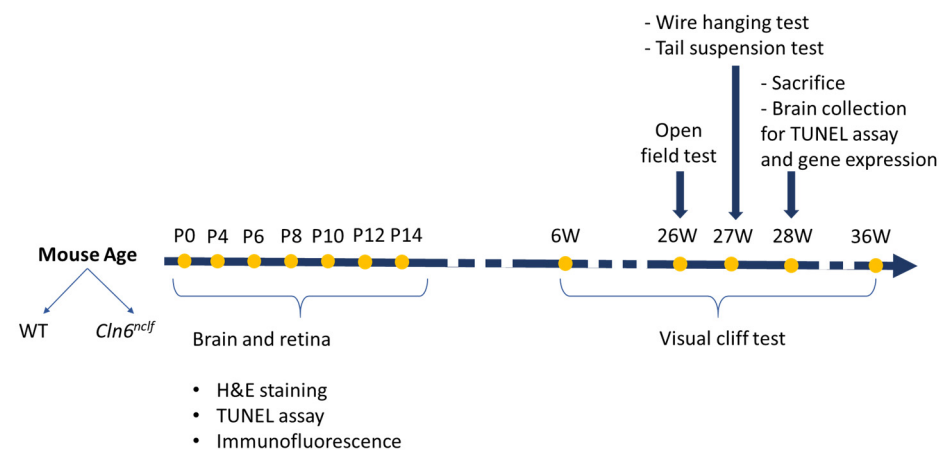 - Wire hanging test
- Tail suspension test
- Sacrifice
- Brain collection
for TUNEL assay
and gene expression
Open
field test
P0 P4 P6 P8 P10 P12 P14 6W 26W 27W 28W 36W
Mouse Age
WT Cln6nclf
Brain and retina
Visual cliff test
• H&E staining
• TUNEL assay
• Immunofluorescence